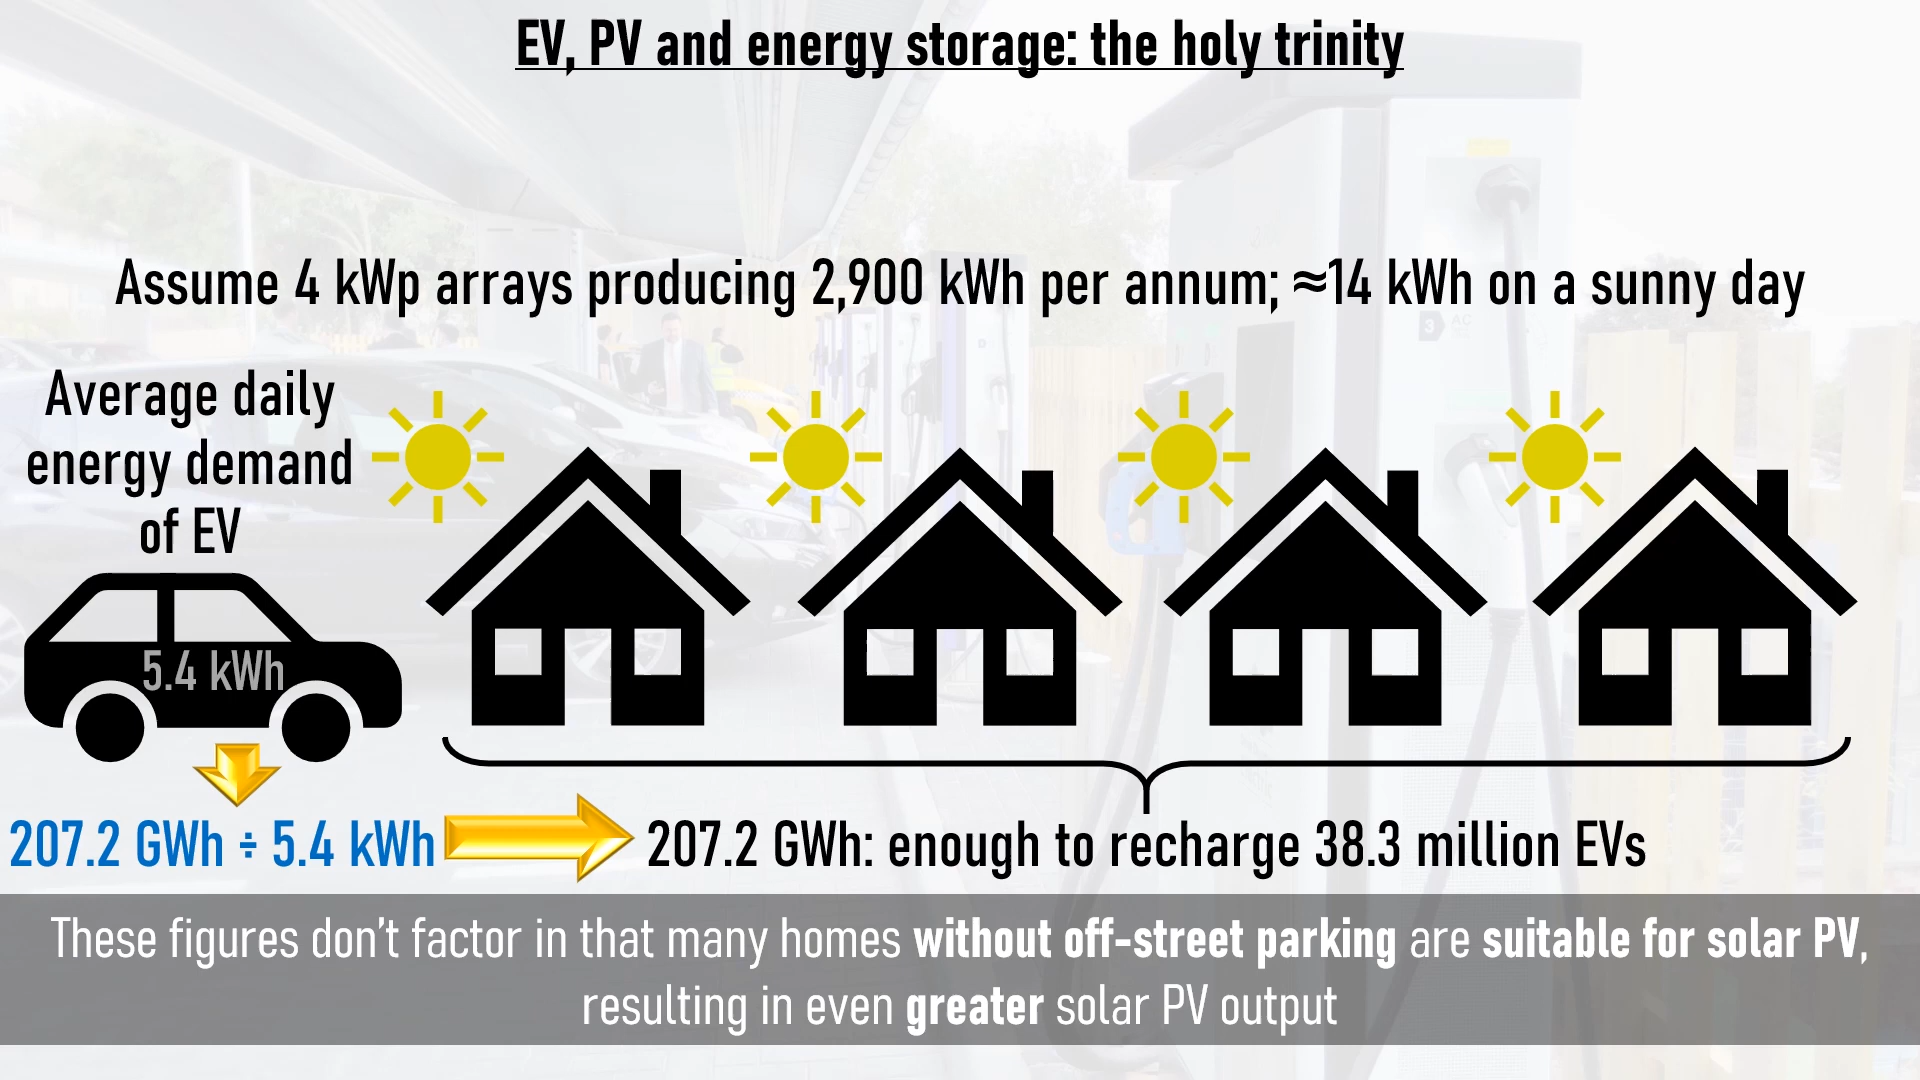 EV, PV and energy storage: the holy trinity
Assume 4 kWp arrays producing 2,900 kWh per annum; ≈14 kWh on a sunny day
Average daily
energy demand
of EV
5.4 kWh
207.2 GWh ÷ 5.4 kWh
207.2 GWh: enough to recharge 38.3 million EVs
These figures don’t factor in that many homes without off-street parking are suitable for solar PV,
resulting in even greater solar PV output
3 AC